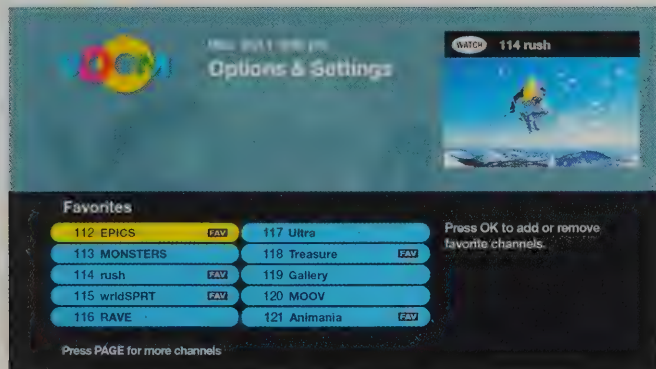 VOOM
Options & Settings
WATCH 114 rush
Favorites
112 EPICS FAV
113 MONSTERS
114 rush FAV
115 wrldSPRT FAV
116 RAVE
117 Ultra
118 Treasure FAV
119 Gallery
120 MOOV
121 Animania FAV
Press OK to add or remove
favorite channels.
Press PAGE for more channels